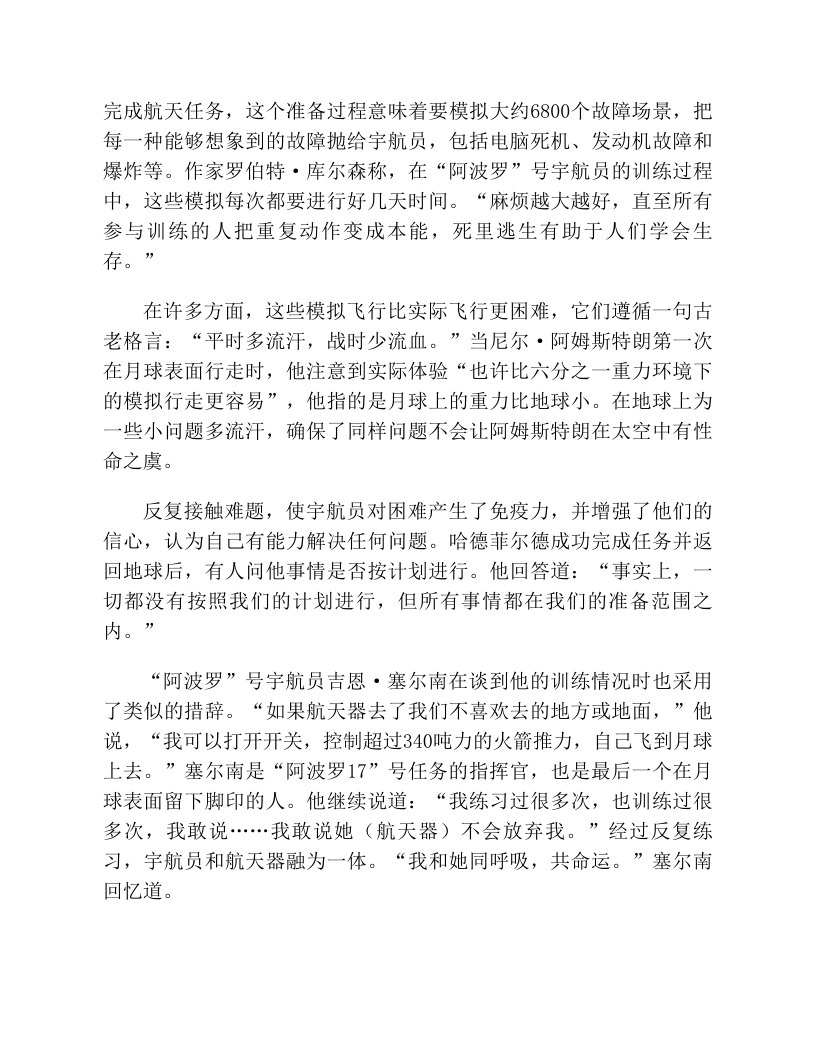 完成航天任务，这个准备过程意味着要模拟大约6800个故障场景，把
每一种能够想象到的故障抛给宇航员，包括电脑死机、发动机故障和
爆炸等。作家罗伯特·库尔森称，在“阿波罗”号宇航员的训练过程
中，这些模拟每次都要进行好几天时间。“麻烦越大越好，直至所有
参与训练的人把重复动作变成本能，死里逃生有助于人们学会生
存。”
在许多方面，这些模拟飞行比实际飞行更困难，它们遵循一句古
老格言：“平时多流汗，战时少流血。”当尼尔·阿姆斯特朗第一次
在月球表面行走时，他注意到实际体验“也许比六分之一重力环境下
的模拟行走更容易”，他指的是月球上的重力比地球小。在地球上为
一些小问题多流汗，确保了同样问题不会让阿姆斯特朗在太空中有性
命之虞。
反复接触难题，使宇航员对困难产生了免疫力，并增强了他们的
信心，认为自己有能力解决任何问题。哈德菲尔德成功完成任务并返
回地球后，有人问他事情是否按计划进行。他回答道：“事实上，一
切都没有按照我们的计划进行，但所有事情都在我们的准备范围之
内。”
“阿波罗”号宇航员吉恩·塞尔南在谈到他的训练情况时也采用
了类似的措辞。“如果航天器去了我们不喜欢去的地方或地面，”他
说，“我可以打开开关，控制超过340吨力的火箭推力，自己飞到月球
上去。”塞尔南是“阿波罗17”号任务的指挥官，也是最后一个在月
球表面留下脚印的人。他继续说道：“我练习过很多次，也训练过很
多次，我敢说……我敢说她（航天器）不会放弃我。”经过反复练
习，宇航员和航天器融为一体。“我和她同呼吸，共命运。”塞尔南
回忆道。